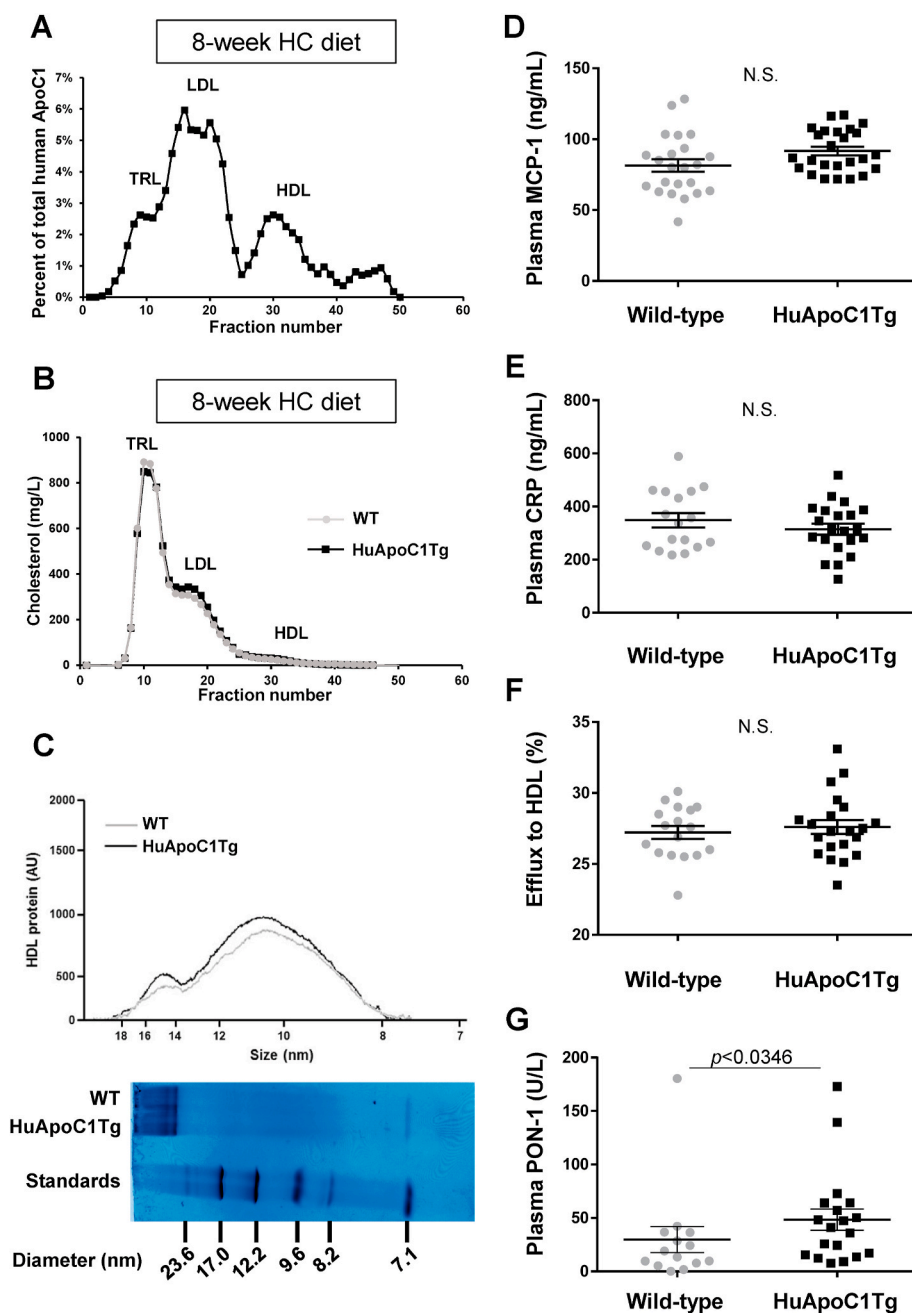 A
8-week HC diet
Percent of total human ApoC1
7%
6%
5%
4%
3%
2%
1%
0%
TRL
LDL
HDL
0 10 20 30 40 50 60
Fraction number
B
8-week HC diet
Cholesterol (mg/L)
1000
800
600
400
200
0
TRL
LDL
HDL
WT
HuApoC1Tg
0 10 20 30 40 50 60
Fraction number
C
HDL protein (AU)
2000
1500
1000
500
0
WT
HuApoC1Tg
18 16 14 12 10 8 7
Size (nm)
WT
HuApoC1Tg
Standards
Diameter (nm)
23.6 17.0 12.2 9.6 8.2 7.1
D
Plasma MCP-1 (ng/mL)
150
100
50
0
N.S.
Wild-type HuApoC1Tg
E
Plasma CRP (ng/mL)
800
600
400
200
0
N.S.
Wild-type HuApoC1Tg
F
Efflux to HDL (%)
35
30
25
20
N.S.
Wild-type HuApoC1Tg
G
Plasma PON-1 (U/L)
200
150
100
50
0
p<0.0346
Wild-type HuApoC1Tg